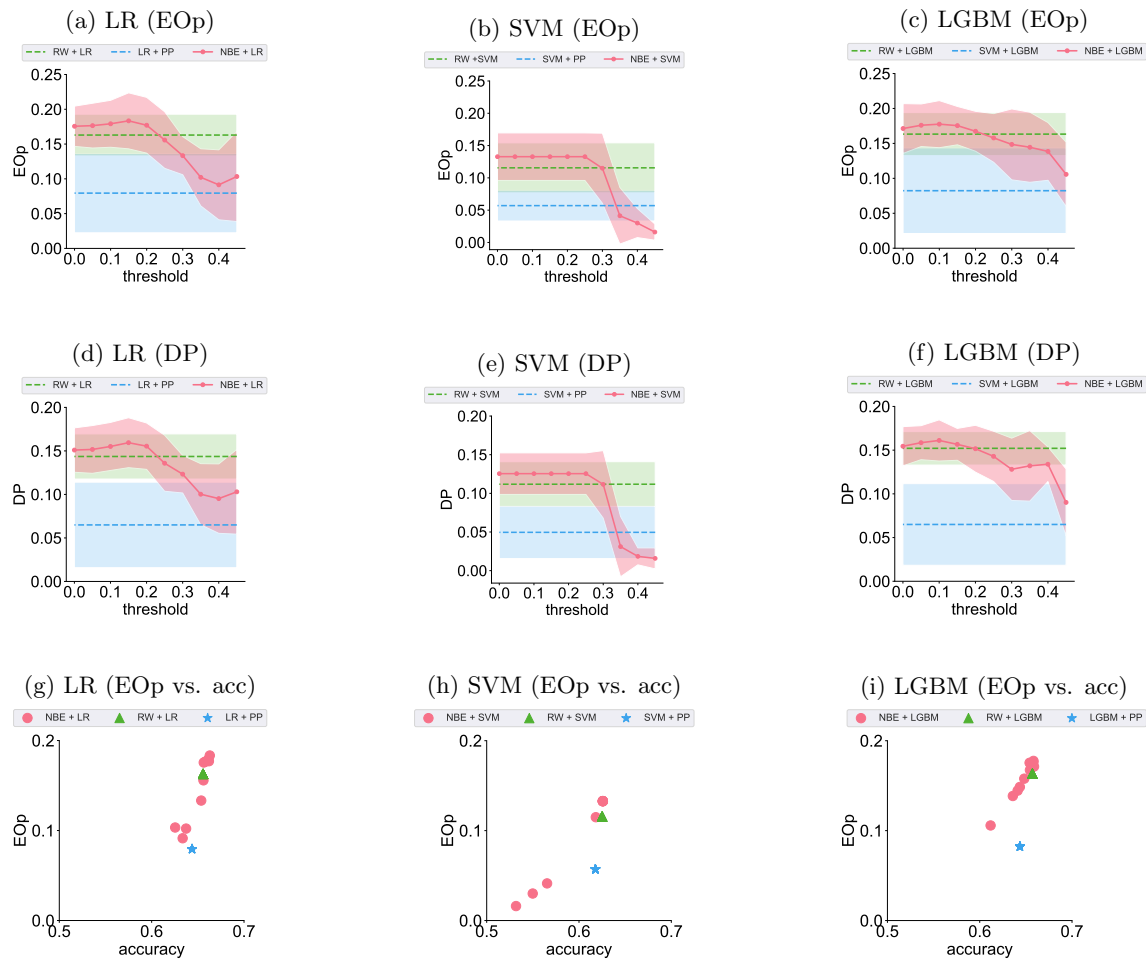 (a) LR (EOp)
RW + LR LR + PP NBE + LR
0.25
0.20
0.15
0.10
0.05
0.00
EOp
0.0 0.1 0.2 0.3 0.4
threshold
(b) SVM (EOp)
RW +SVM SVM + PP NBE + SVM
0.25
0.20
0.15
0.10
0.05
0.00
EOp
0.0 0.1 0.2 0.3 0.4
threshold
(c) LGBM (EOp)
RW + LGBM SVM + LGBM NBE + LGBM
0.25
0.20
0.15
0.10
0.05
0.00
EOp
0.0 0.1 0.2 0.3 0.4
threshold
(d) LR (DP)
RW + LR LR + PP NBE + LR
0.20
0.15
0.10
0.05
0.00
DP
0.0 0.1 0.2 0.3 0.4
threshold
(e) SVM (DP)
RW + SVM SVM + PP NBE + SVM
0.20
0.15
0.10
0.05
0.00
DP
0.0 0.1 0.2 0.3 0.4
threshold
(f) LGBM (DP)
RW + LGBM SVM + LGBM NBE + LGBM
0.20
0.15
0.10
0.05
0.00
DP
0.0 0.1 0.2 0.3 0.4
threshold
(g) LR (EOp vs. acc)
NBE + LR RW + LR LR + PP
0.2
0.1
0.0
EOp
0.5 0.6 0.7
accuracy
(h) SVM (EOp vs. acc)
NBE + SVM RW + SVM SVM + PP
0.2
0.1
0.0
EOp
0.5 0.6 0.7
accuracy
(i) LGBM (EOp vs. acc)
NBE + LGBM RW + LGBM LGBM + PP
0.2
0.1
0.0
EOp
0.5 0.6 0.7
accuracy